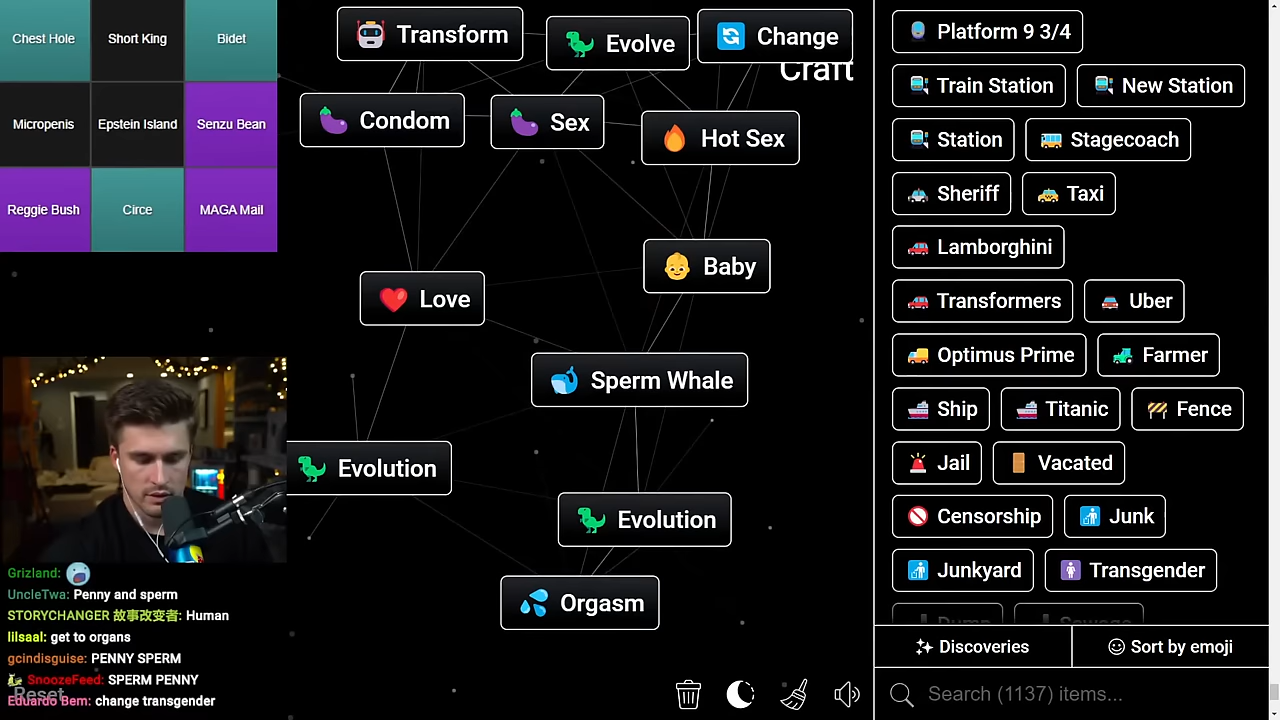 Chest Hole
Short King
Bidet
Micropenis
Epstein Island
Senzu Bean
Reggie Bush
Circe
MAGA Mail
Transform
Evolve
Change
Craft
Condom
Sex
Hot Sex
Baby
Love
Sperm Whale
Evolution
Evolution
Orgasm
Platform 9 3/4
Train Station
New Station
Station
Stagecoach
Sheriff
Taxi
Lamborghini
Transformers
Uber
Optimus Prime
Farmer
Ship
Titanic
Fence
Jail
Vacated
Censorship
Junk
Junkyard
Transgender
Dump
Sewage
Discoveries
Sort by emoji
Search (1137) items...
Grizland:
UncleTwa: Penny and sperm
STORYCHANGER 故事改变者: Human
lilsaal: get to organs
gcindisguise: PENNY SPERM
SnoozeFeed: SPERM PENNY
Reset
Eduardo Bem: change transgender